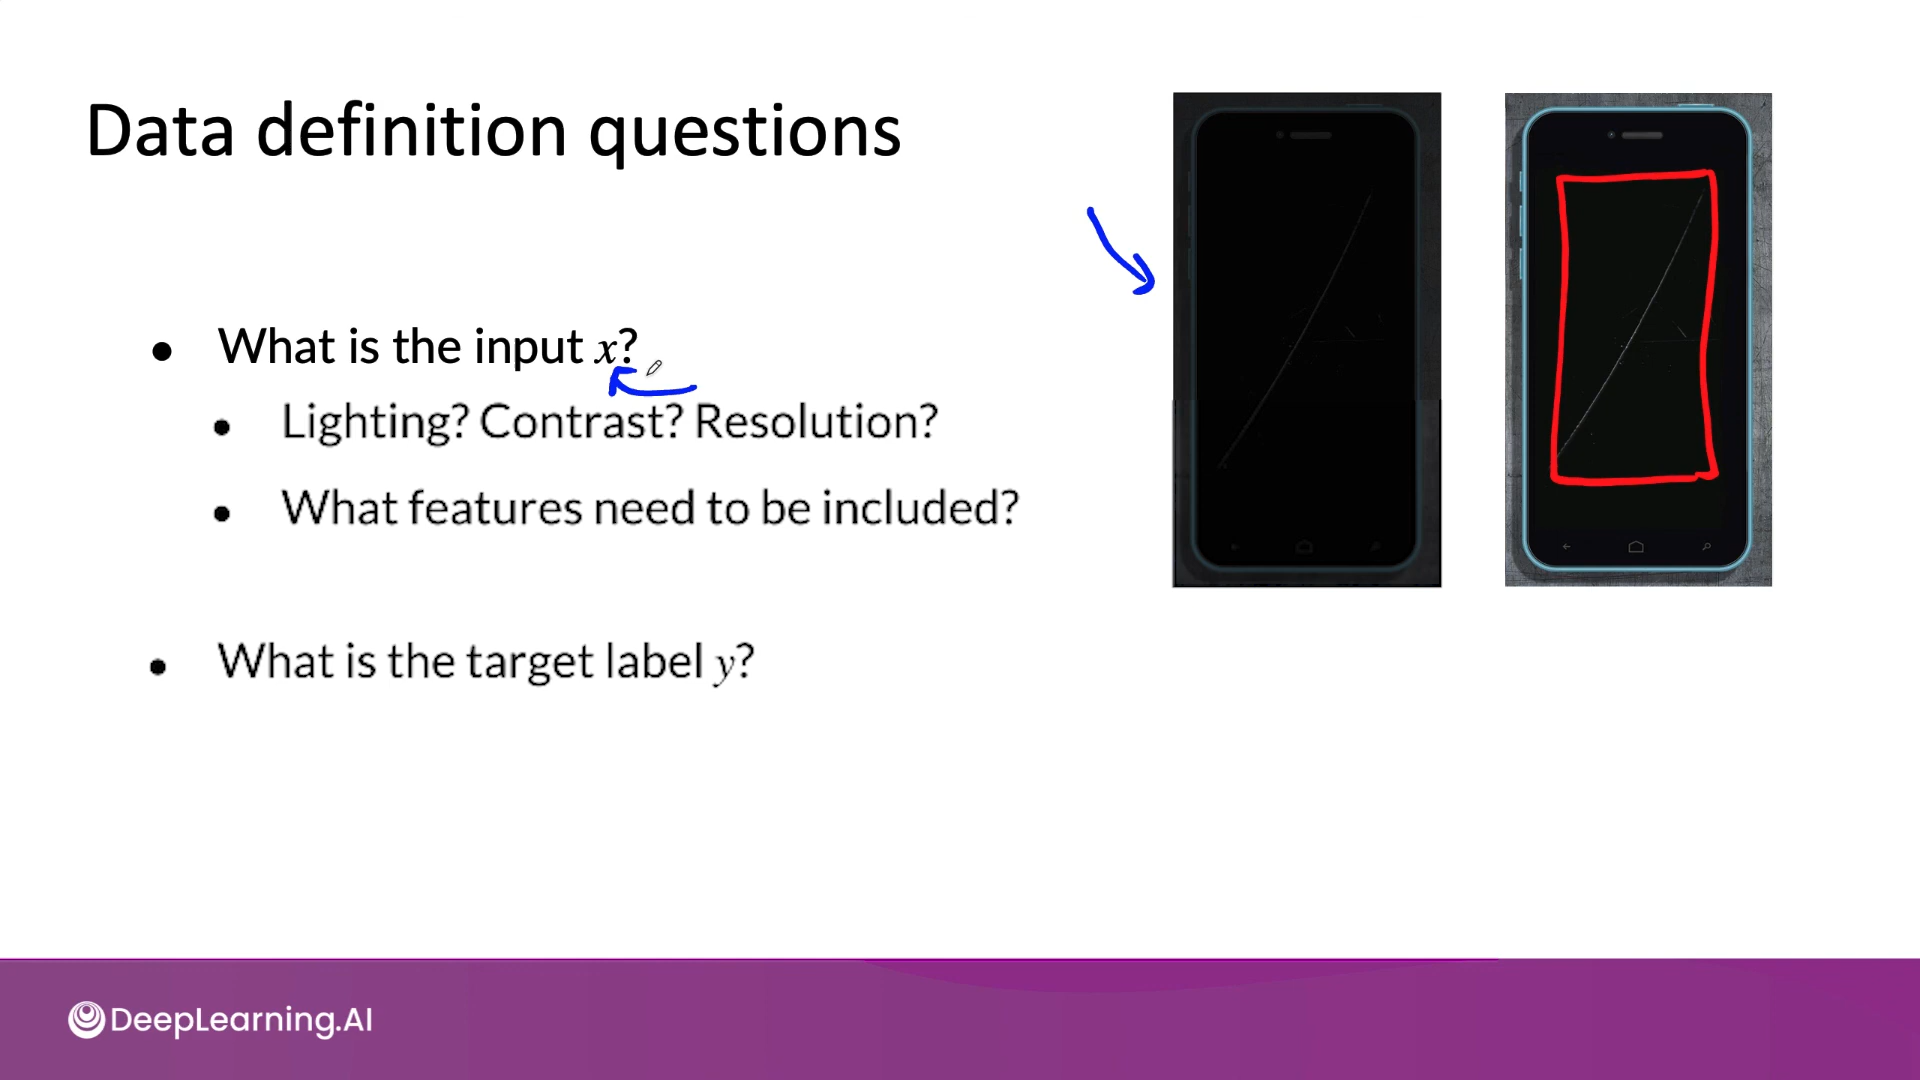 Data definition questions
• What is the input x?
• Lighting? Contrast? Resolution?
• What features need to be included?
• What is the target label y?
DeepLearning.AI